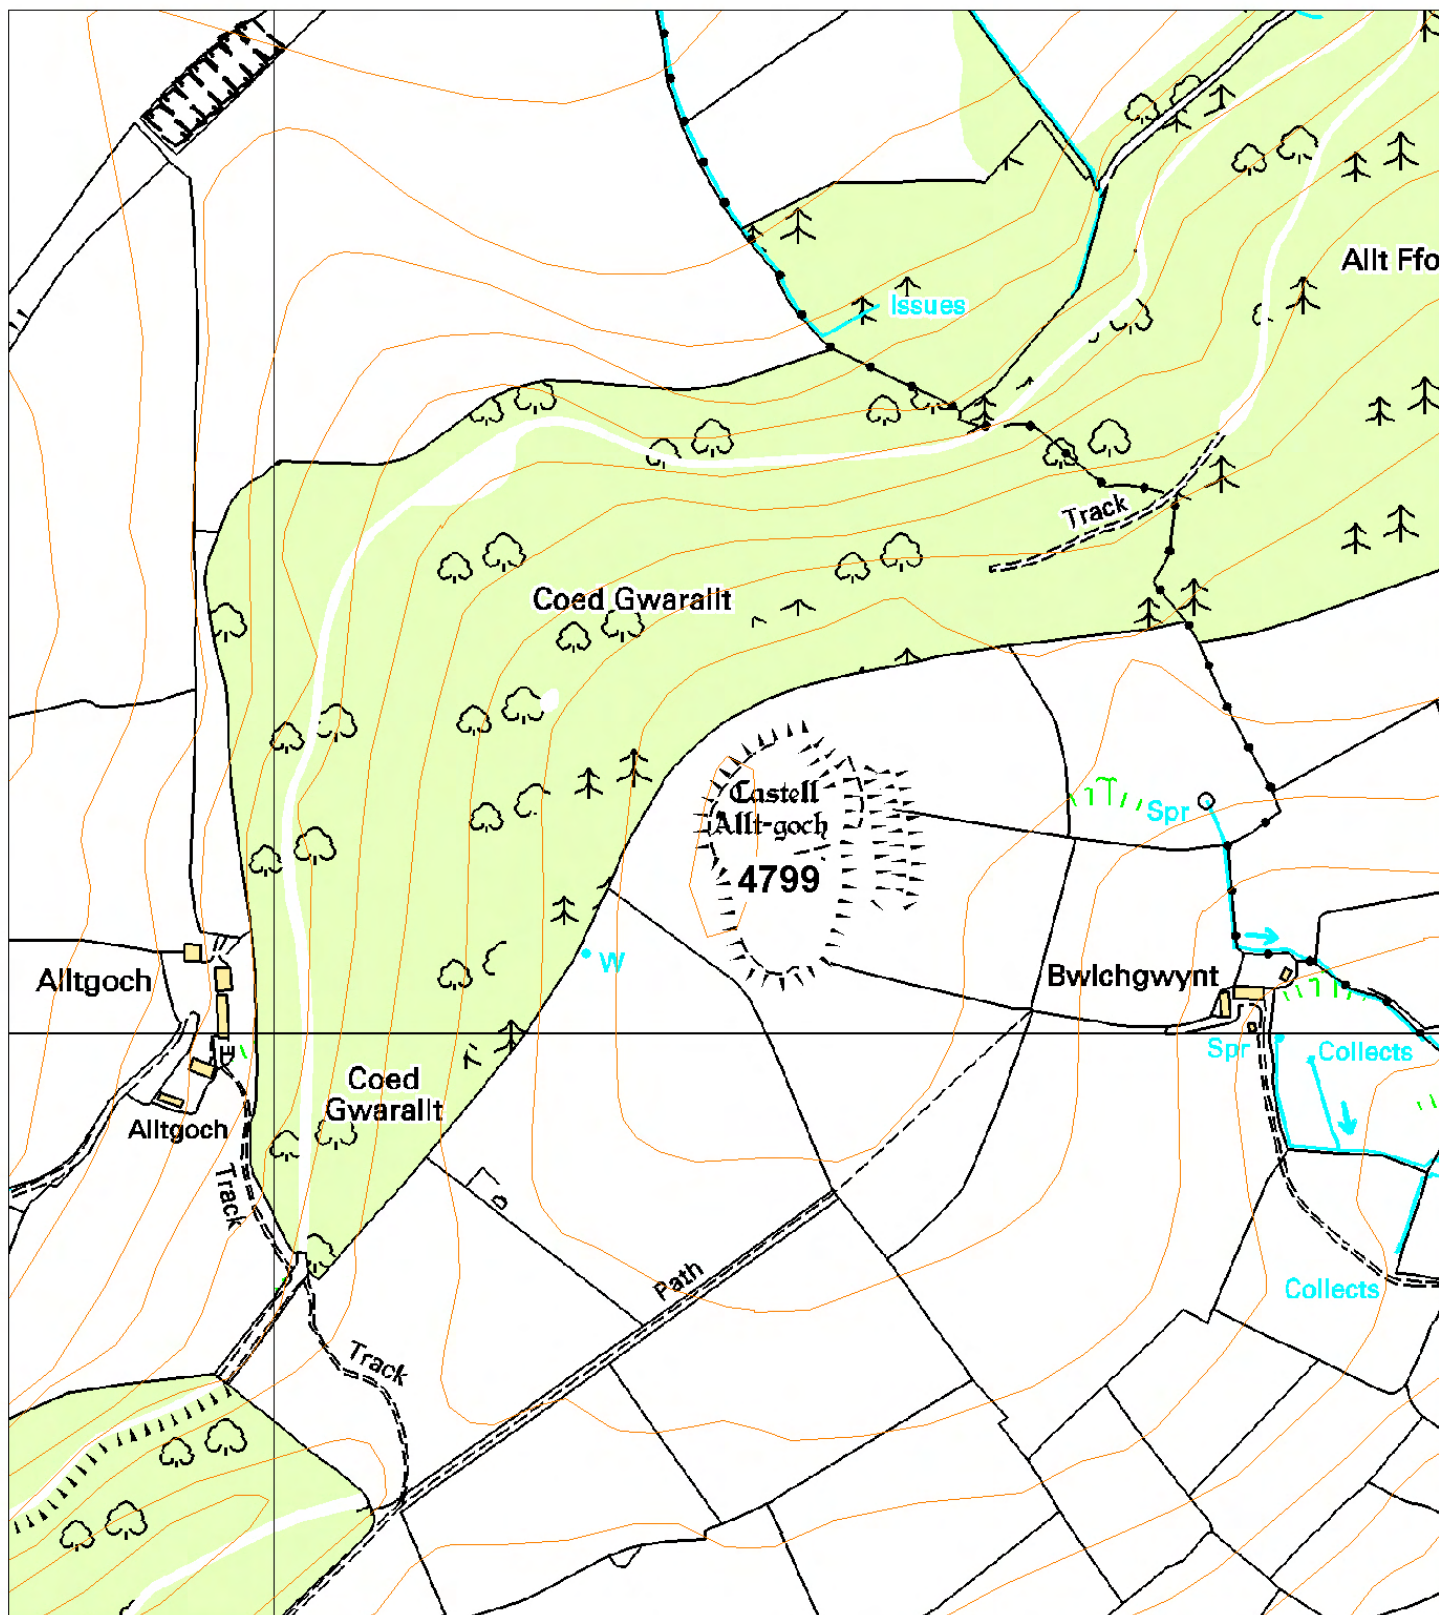 Allt Ffo
Issues
Track
Coed Gwarallt
Castell
Allt-goch
4799
Spr
W
Alltgoch
Bwlchgwynt
Spr
Collects
Coed
Gwarallt
Alltgoch
Track
Path
Collects
Track